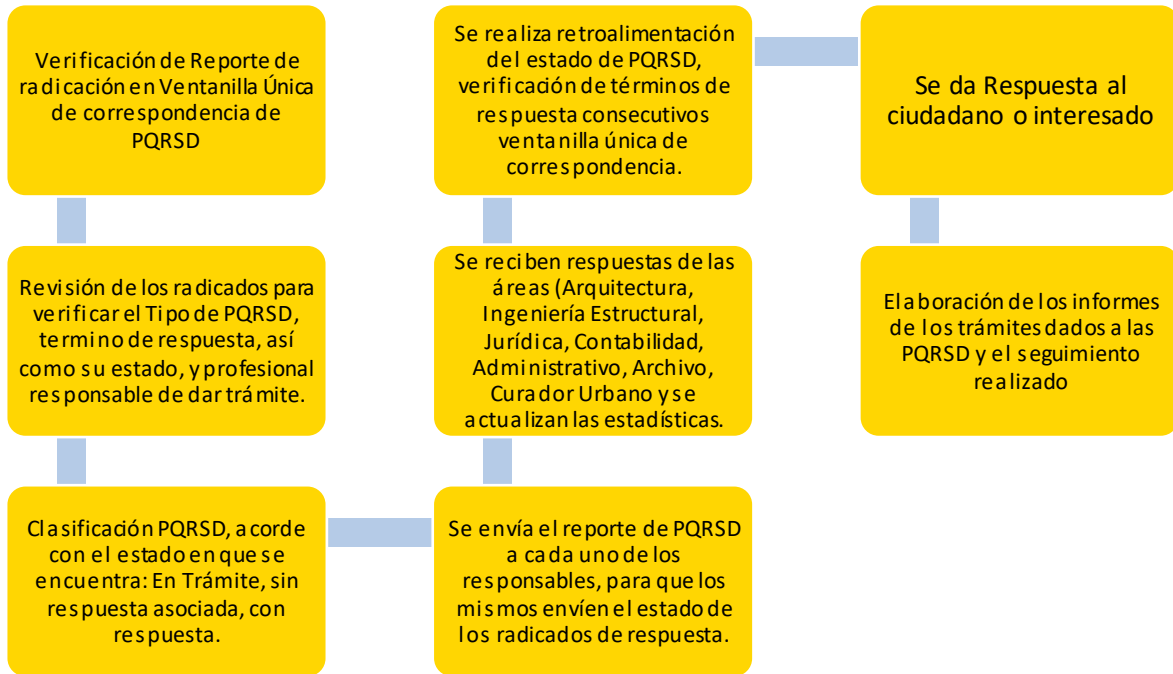 Verificación de Reporte de
radicación en Ventanilla Única
de correspondencia de
PQRSD
Revisión de los radicados para
verificar el Tipo de PQRSD,
termino de respuesta, así
como su estado, y profesional
responsable de dar trámite.
Clasificación PQRSD, acorde
con el estado en que se
encuentra: En Trámite, sin
respuesta asociada, con
respuesta.
Se envía el reporte de PQRSD
a cada uno de los
responsables, para que los
mismos envíen el estado de
los radicados de respuesta.
Se reciben respuestas de las
áreas (Arquitectura,
Ingeniería Estructural,
Jurídica, Contabilidad,
Administrativo, Archivo,
Curador Urbano y se
actualizan las estadísticas.
Se realiza retroalimentación
del estado de PQRSD,
verificación de términos de
respuesta consecutivos
ventanilla única de
correspondencia.
Se da Respuesta al
ciudadano o interesado
Elaboración de los informes
de los trámites dados a las
PQRSD y el seguimiento
realizado